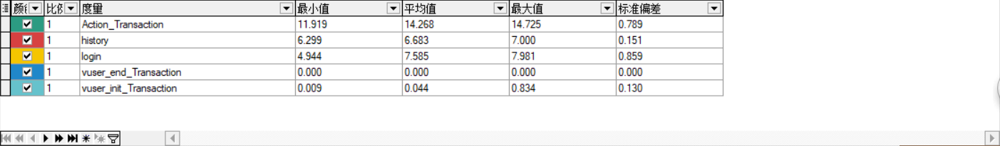 颜 比例 度量 最小值 平均值 最大值 标准偏差
1 Action_Transaction 11.919 14.268 14.725 0.789
1 history 6.299 6.683 7.000 0.151
1 login 4.944 7.585 7.981 0.859
1 vuser_end_Transaction 0.000 0.000 0.000 0.000
1 vuser_init_Transaction 0.009 0.044 0.834 0.130